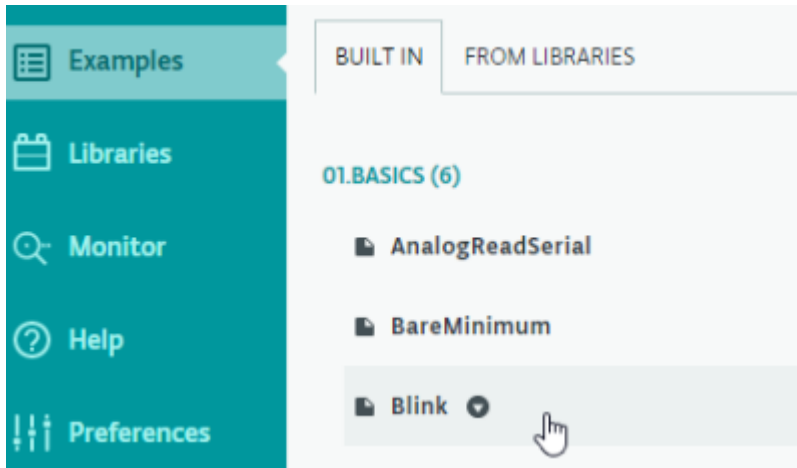 Examples
Libraries
Monitor
Help
Preferences
BUILT IN
FROM LIBRARIES
01.BASICS (6)
AnalogReadSerial
BareMinimum
Blink